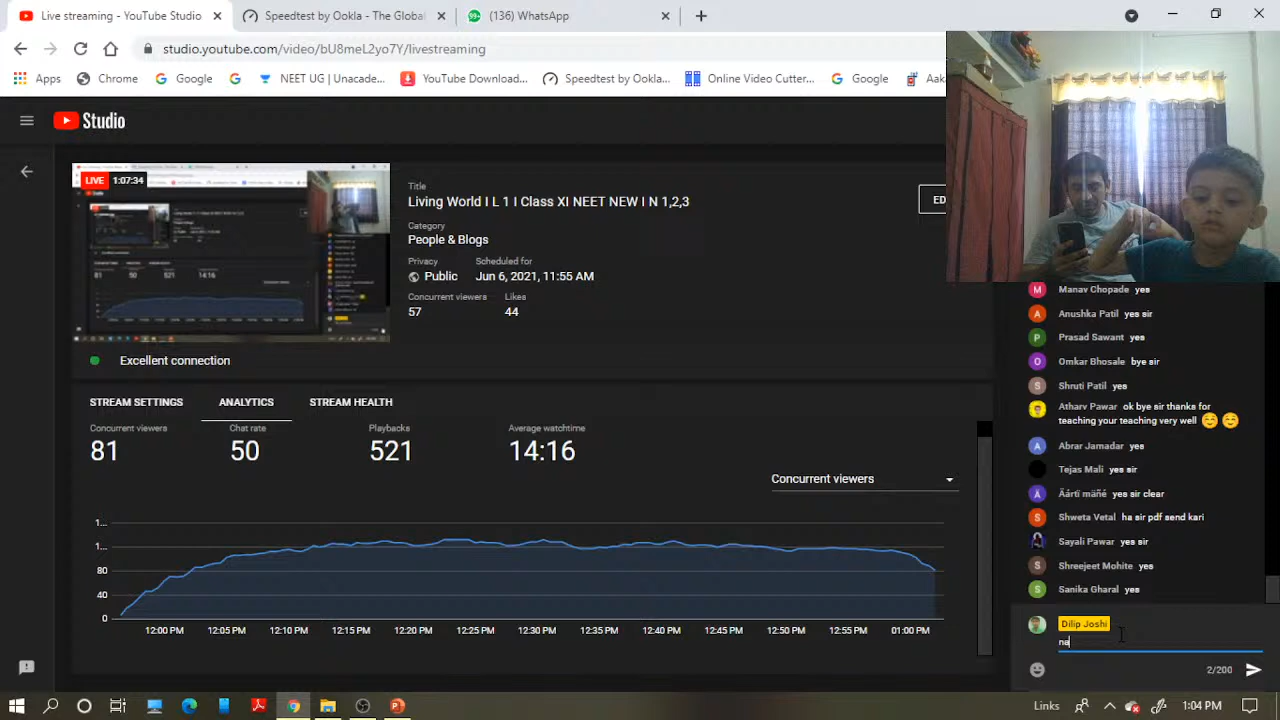 Live streaming - YouTube Studio
Speedtest by Ookla - The Global
(136) WhatsApp
studio.youtube.com/video/bU8meL2yo7Y/livestreaming
Apps
Chrome
Google
NEET UG | Unacade...
YouTube Download...
Speedtest by Ookla...
Online Video Cutter...
Google
Aaka
Studio
LIVE 1:07:34
Title
Living World I L 1 I Class XI NEET NEW I N 1,2,3
ED
Category
People & Blogs
Privacy
Public
Scheduled for
Jun 6, 2021, 11:55 AM
Concurrent viewers
57
Likes
44
Excellent connection
STREAM SETTINGS
ANALYTICS
STREAM HEALTH
Concurrent viewers
81
Chat rate
50
Playbacks
521
Average watchtime
14:16
Concurrent viewers
1...
1...
80
40
0
12:00 PM 12:05 PM 12:10 PM 12:15 PM 12:20 PM 12:25 PM 12:30 PM 12:35 PM 12:40 PM 12:45 PM 12:50 PM 12:55 PM 01:00 PM
M Manav Chopade yes
A Anushka Patil yes sir
P Prasad Sawant yes
O Omkar Bhosale bye sir
S Shruti Patil yes
Atharv Pawar ok bye sir thanks for
teaching your teaching very well 😊 😊
A Abrar Jamadar yes
Tejas Mali yes sir
Ä Äártï mäñé yes sir clear
S Shweta Vetal ha sir pdf send kari
Sayali Pawar yes sir
S Shreejeet Mohite yes
S Sanika Gharal yes
Dilip Joshi
na
2/200
Links
1:04 PM